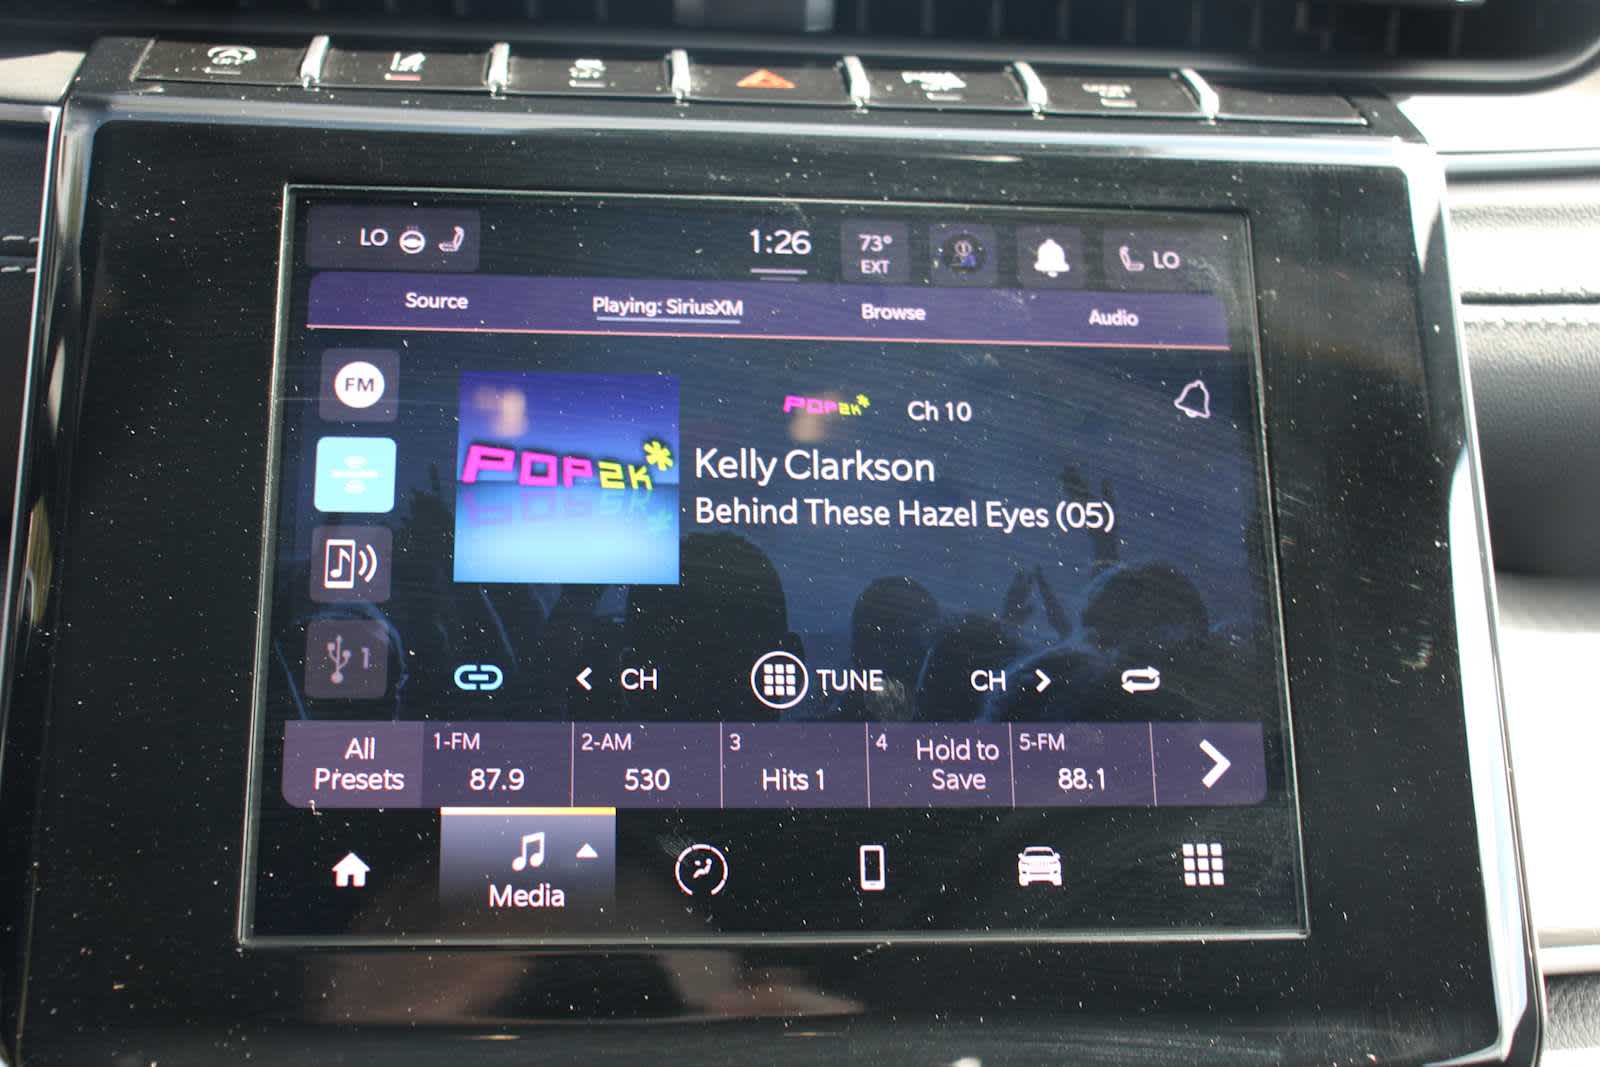 OFF
LO
1:26
73°
EXT
LO
Source
Playing: SiriusXM
Browse
Audio
FM
POP2K*
POP2K*
Ch 10
Kelly Clarkson
Behind These Hazel Eyes (05)
1
CH
TUNE
CH
All
Presets
1-FM
87.9
2-AM
530
3
Hits 1
4
Hold to
Save
5-FM
88.1
Media